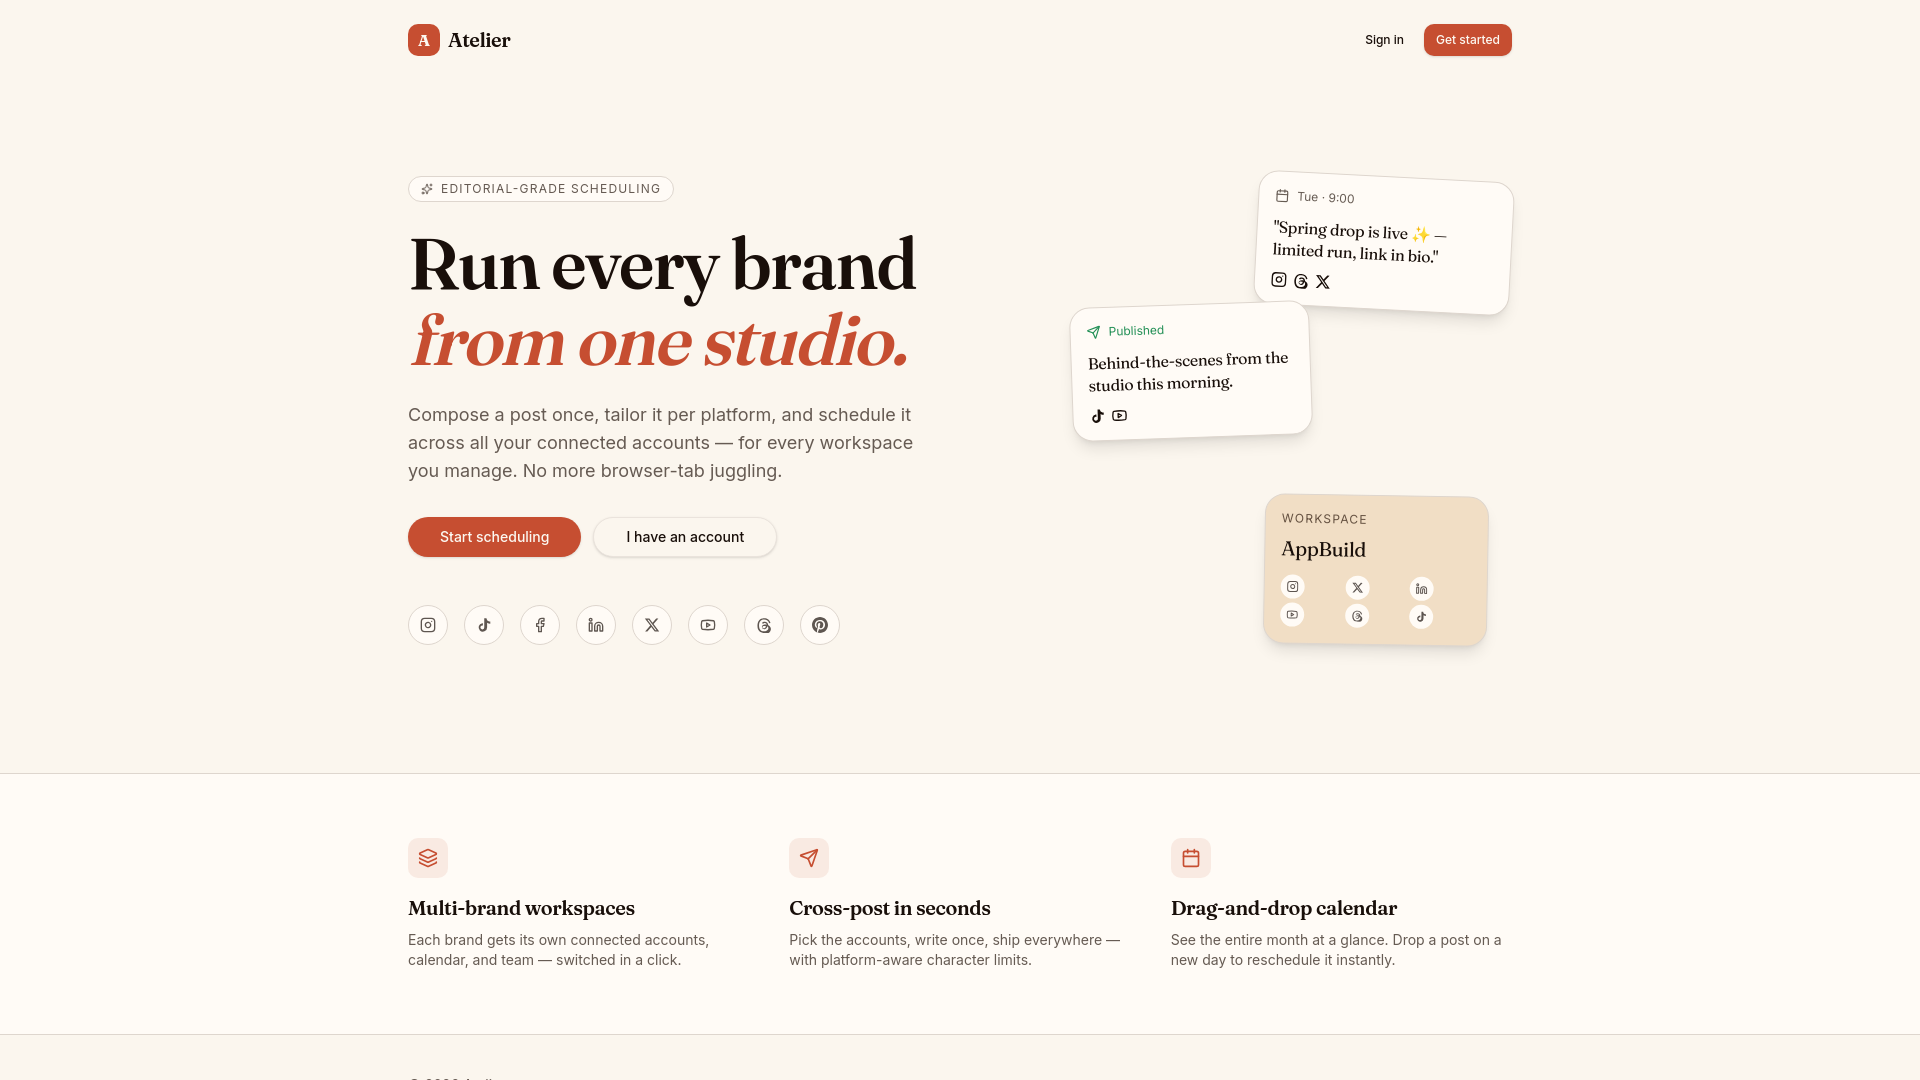 A Atelier
Sign in
Get started
EDITORIAL-GRADE SCHEDULING
Run every brand
from one studio.
Compose a post once, tailor it per platform, and schedule it
across all your connected accounts — for every workspace
you manage. No more browser-tab juggling.
Start scheduling
I have an account
Tue · 9:00
"Spring drop is live ✨ —
limited run, link in bio."
Published
Behind-the-scenes from the
studio this morning.
WORKSPACE
AppBuild
Multi-brand workspaces
Each brand gets its own connected accounts,
calendar, and team — switched in a click.
Cross-post in seconds
Pick the accounts, write once, ship everywhere —
with platform-aware character limits.
Drag-and-drop calendar
See the entire month at a glance. Drop a post on a
new day to reschedule it instantly.